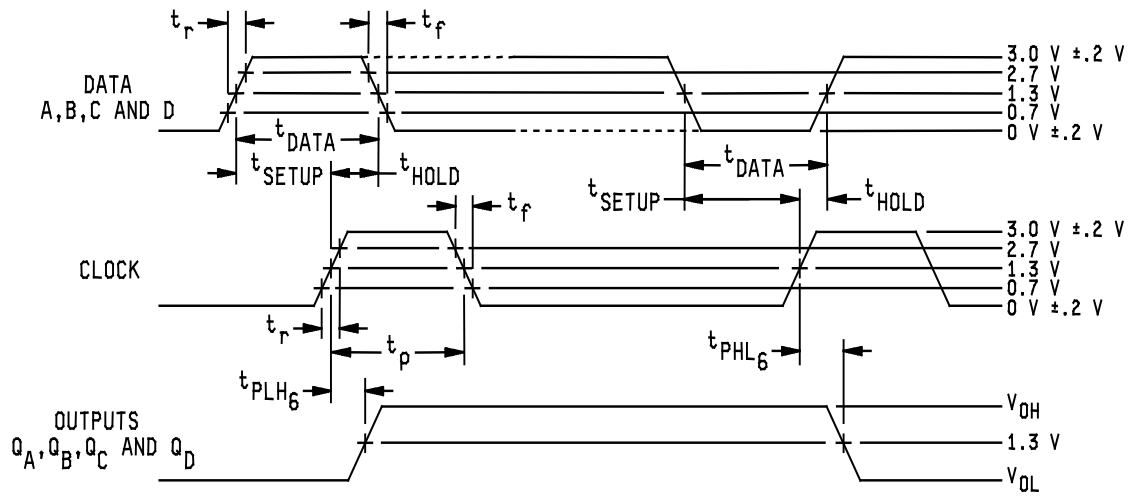 t_r t_f
3.0 V ±.2 V
2.7 V
DATA
A,B,C AND D
1.3 V
0.7 V
0 V ±.2 V
t_DATA t_DATA
t_SETUP t_HOLD
t_SETUP t_HOLD
t_f
3.0 V ±.2 V
2.7 V
CLOCK
1.3 V
0.7 V
0 V ±.2 V
t_r t_p t_PHL6
t_PLH6
V_OH
OUTPUTS
Q_A,Q_B,Q_C AND Q_D
1.3 V
V_OL